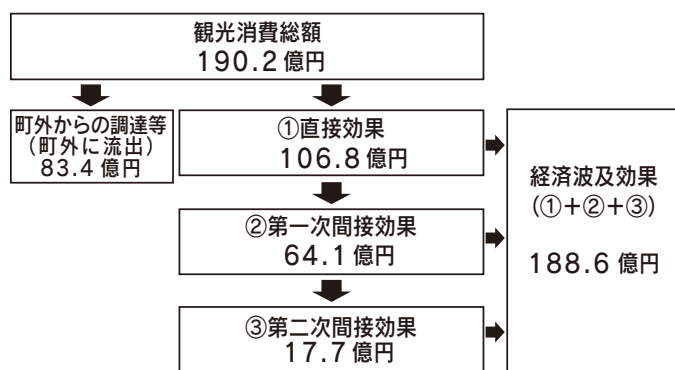 観光消費総額
190.2億円
町外からの調達等
(町外に流出)
83.4億円
①直接効果
106.8億円
②第一次間接効果
64.1億円
③第二次間接効果
17.7億円
経済波及効果
(①+②+③)
188.6億円